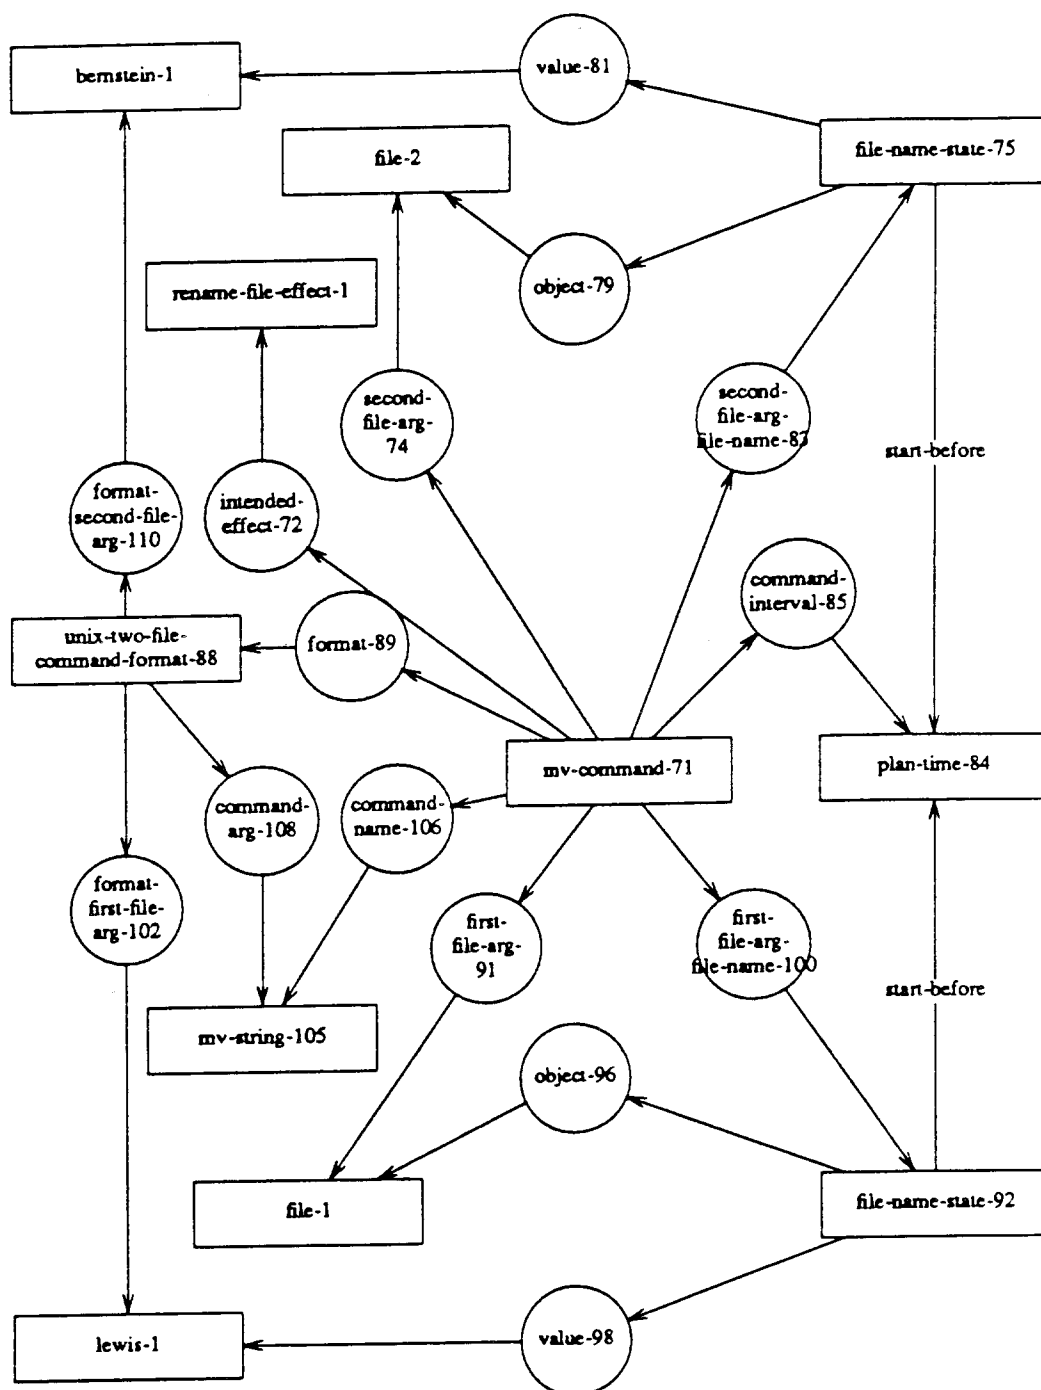 bernstein-1
value-81
file-name-state-75
file-2
object-79
rename-file-effect-1
second-
file-arg-
74
second-
file-arg-
file-name-83
start-before
format-
second-file-
arg-110
intended-
effect-72
command-
interval-85
unix-two-file-
command-format-88
format-89
mv-command-71
plan-time-84
command-
arg-108
command-
name-106
format-
first-file-
arg-102
first-
file-arg-
91
first-
file-arg-
file-name-100
start-before
mv-string-105
object-96
file-1
file-name-state-92
lewis-1
value-98